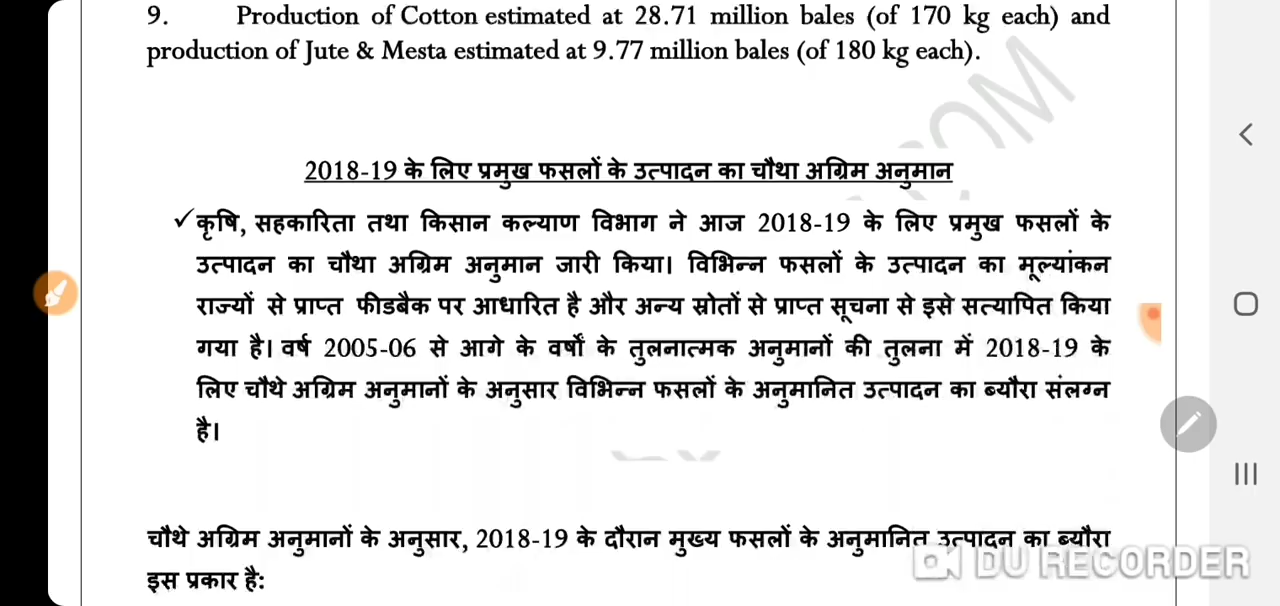 9. Production of Cotton estimated at 28.71 million bales (of 170 kg each) and
production of Jute & Mesta estimated at 9.77 million bales (of 180 kg each).
COM
2018-19 के लिए प्रमुख फसलों के उत्पादन का चौथा अग्रिम अनुमान
✓कृषि, सहकारिता तथा किसान कल्याण विभाग ने आज 2018-19 के लिए प्रमुख फसलों के
उत्पादन का चौथा अग्रिम अनुमान जारी किया। विभिन्न फसलों के उत्पादन का मूल्यांकन
राज्यों से प्राप्त फीडबैक पर आधारित है और अन्य स्रोतों से प्राप्त सूचना से इसे सत्यापित किया
गया है। वर्ष 2005-06 से आगे के वर्षों के तुलनात्मक अनुमानों की तुलना में 2018-19 के
लिए चौथे अग्रिम अनुमानों के अनुसार विभिन्न फसलों के अनुमानित उत्पादन का ब्यौरा संलग्न
है।
चौथे अग्रिम अनुमानों के अनुसार, 2018-19 के दौरान मुख्य फसलों के अनुमानित उत्पादन का ब्यौरा
इस प्रकार है:
DU RECORDER